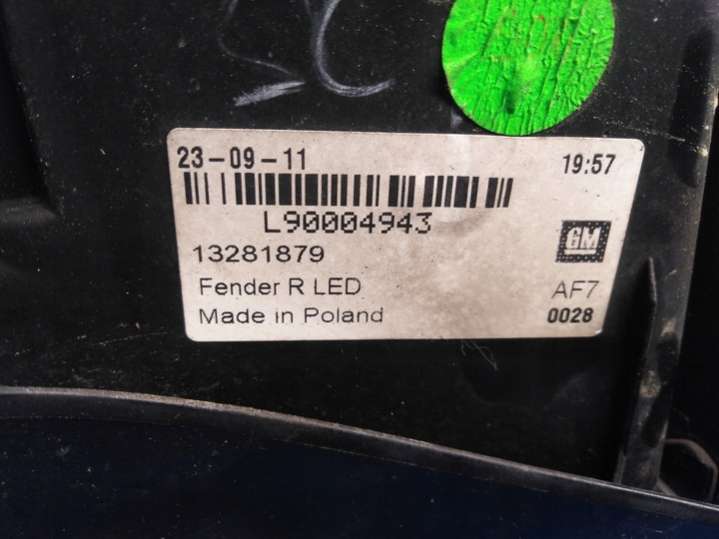 23-09-11 19:57
L90004943
13281879 GM
Fender R LED AF7
Made in Poland 0028